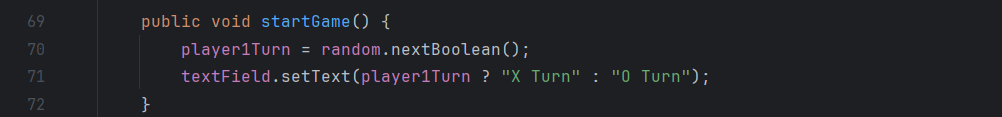 69 public void startGame() {
70 player1Turn = random.nextBoolean();
71 textField.setText(player1Turn ? "X Turn" : "O Turn");
72 }